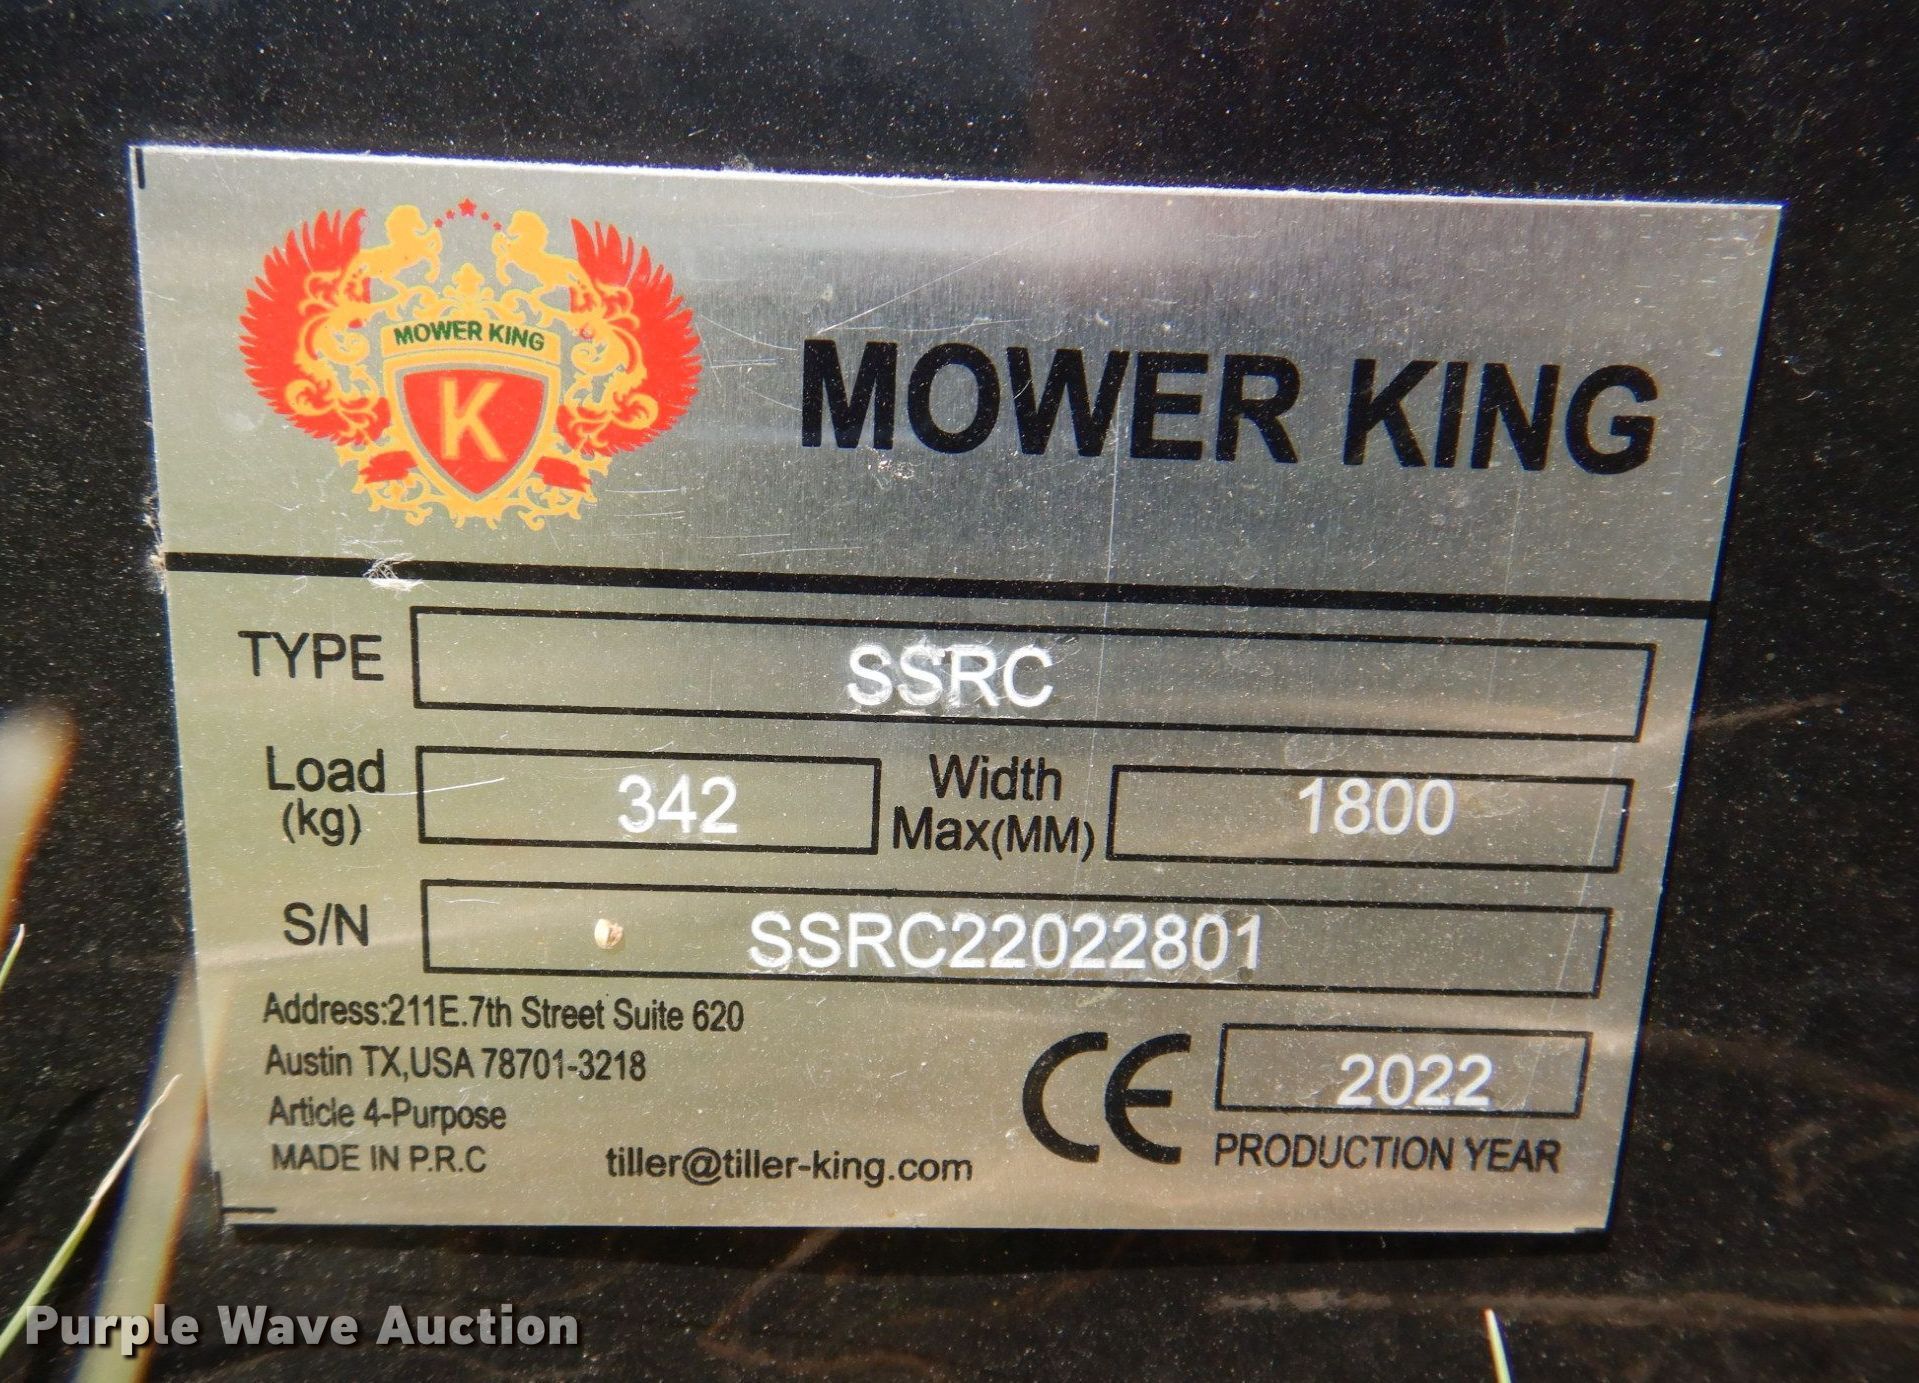 MOWER KING
K
MOWER KING
TYPE SSRC
Load (kg) 342 Width Max(MM) 1800
S/N SSRC22022801
Address:211E.7th Street Suite 620
Austin TX,USA 78701-3218
Article 4-Purpose
MADE IN P.R.C tiller@tiller-king.com
CE 2022
PRODUCTION YEAR
Purple Wave Auction